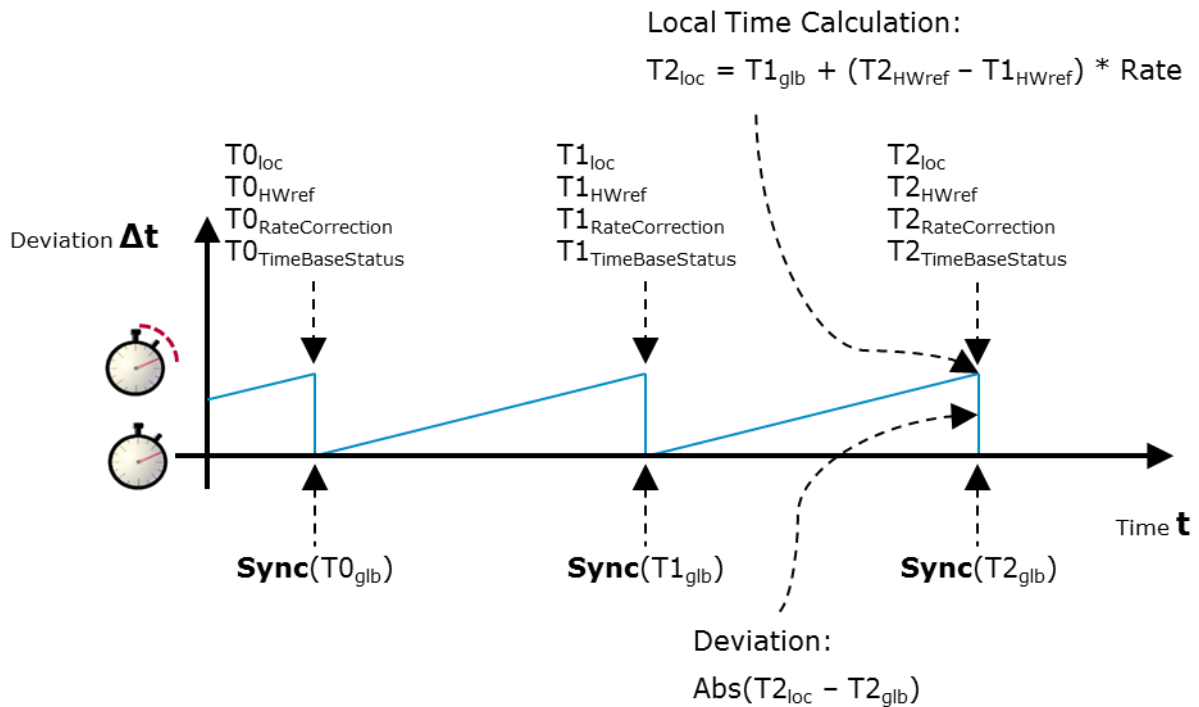 Local Time Calculation:
T2loc = T1glb + (T2HWref – T1HWref) * Rate
T0loc
T0HWref
T0RateCorrection
T0TimeBaseStatus
T1loc
T1HWref
T1RateCorrection
T1TimeBaseStatus
T2loc
T2HWref
T2RateCorrection
T2TimeBaseStatus
Deviation Δt
Time t
Sync(T0glb)
Sync(T1glb)
Sync(T2glb)
Deviation:
Abs(T2loc – T2glb)